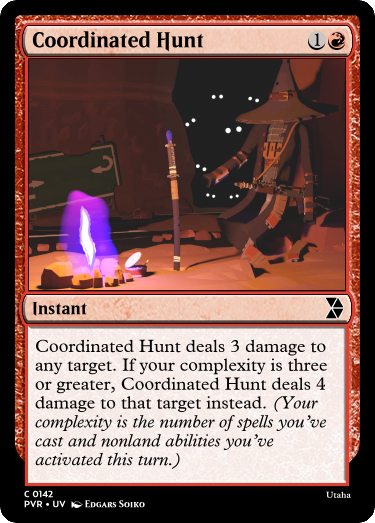 Coordinated Hunt 1
Instant
Coordinated Hunt deals 3 damage to
any target. If your complexity is three
or greater, Coordinated Hunt deals 4
damage to that target instead. (Your
complexity is the number of spells you've
cast and nonland abilities you've
activated this turn.)
C 0142
Utaha
PVR • UV Edgars Soiko